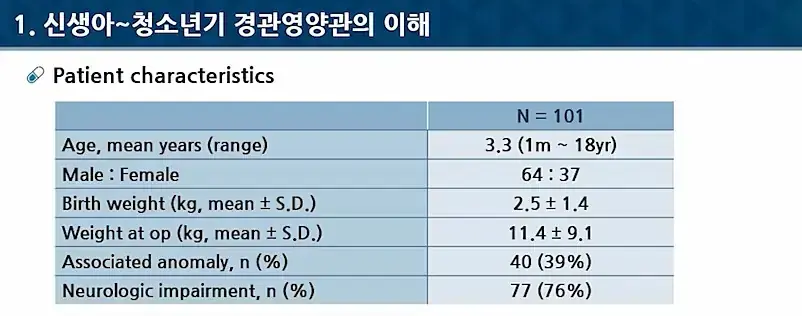 1. 신생아~청소년기 경관영양관의 이해
Patient characteristics
N = 101
Age, mean years (range) 3.3 (1m ~ 18yr)
Male : Female 64 : 37
Birth weight (kg, mean ± S.D.) 2.5 ± 1.4
Weight at op (kg, mean ± S.D.) 11.4 ± 9.1
Associated anomaly, n (%) 40 (39%)
Neurologic impairment, n (%) 77 (76%)